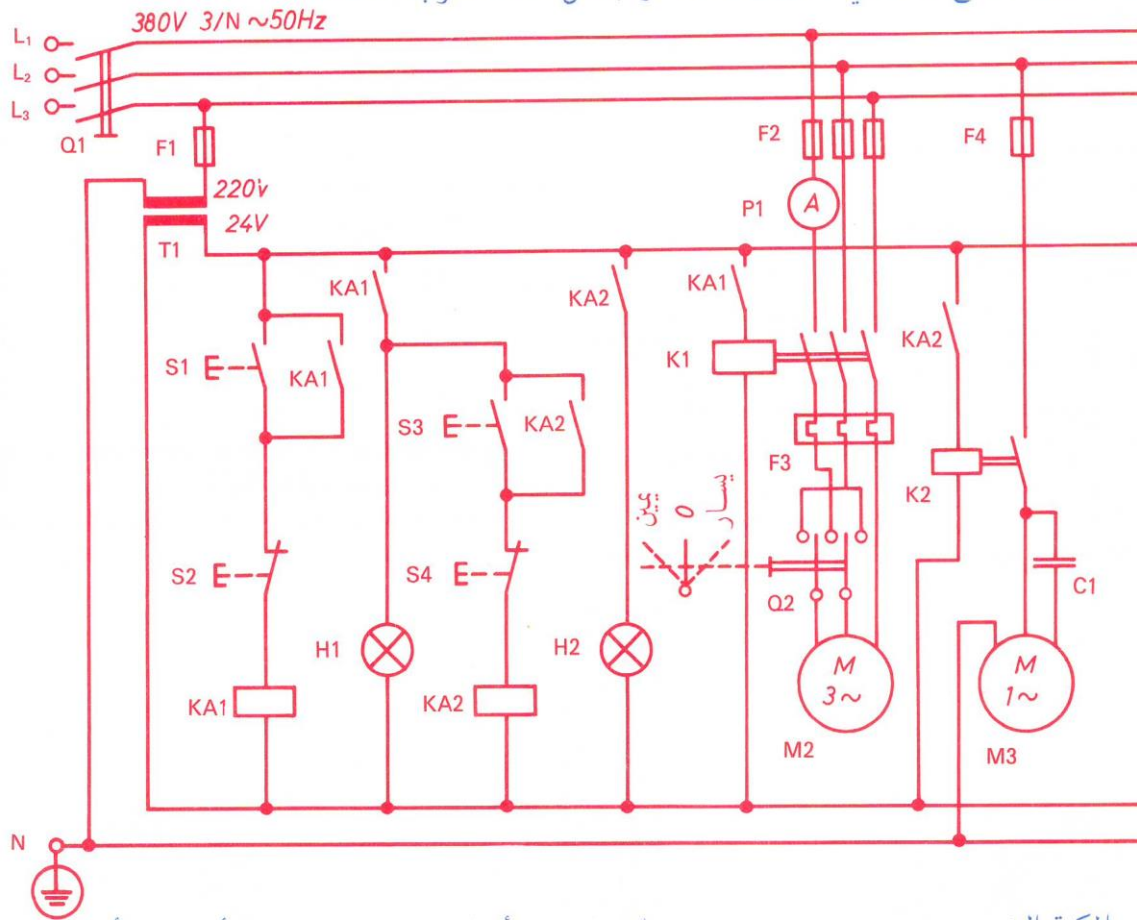 380V 3/N ~50Hz
L₁
L₂
L₃
Q1
F1
F2
F4
220v
24V
T1
P1
A
KA1
KA2
KA1
KA2
S1
KA1
S3
KA2
K1
F3
K2
يمين
0
يسار
S2
S4
Q2
C1
H1
H2
KA1
KA2
M
3~
M
1~
M2
M3
N